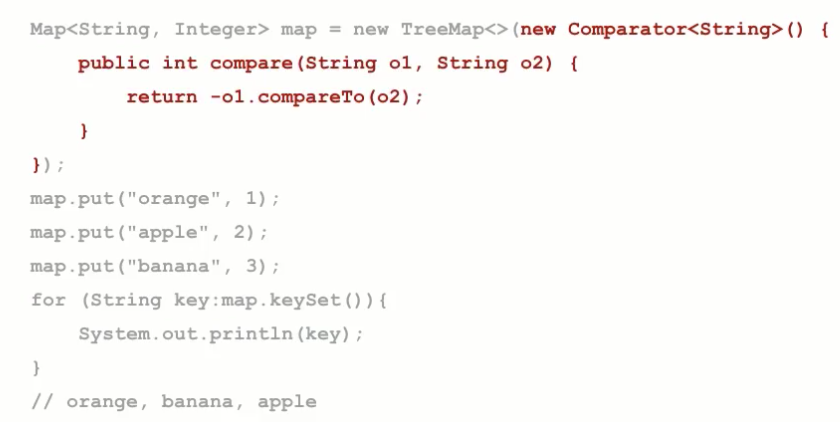 Map<String, Integer> map = new TreeMap<>(new Comparator<String>() {
    public int compare(String o1, String o2) {
        return -o1.compareTo(o2);
    }
});
map.put("orange", 1);
map.put("apple", 2);
map.put("banana", 3);
for (String key:map.keySet()){
    System.out.println(key);
}
// orange, banana, apple